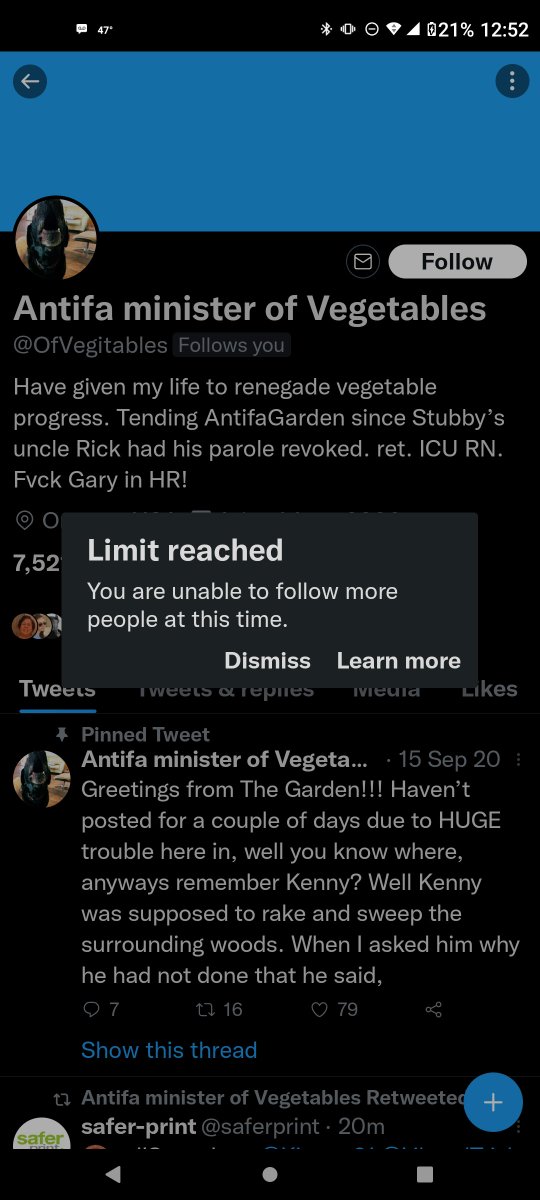 47°
21% 12:52
Follow
Antifa minister of Vegetables
@OfVegitables Follows you
Have given my life to renegade vegetable
progress. Tending AntifaGarden since Stubby's
uncle Rick had his parole revoked. ret. ICU RN.
Fvck Gary in HR!
7,52
Limit reached
You are unable to follow more
people at this time.
Dismiss Learn more
Tweets Tweets & replies Media Likes
Pinned Tweet
Antifa minister of Vegeta... · 15 Sep 20
Greetings from The Garden!!! Haven't
posted for a couple of days due to HUGE
trouble here in, well you know where,
anyways remember Kenny? Well Kenny
was supposed to rake and sweep the
surrounding woods. When I asked him why
he had not done that he said,
7 16 79
Show this thread
Antifa minister of Vegetables Retweeted
safer-print @saferprint · 20m
safer